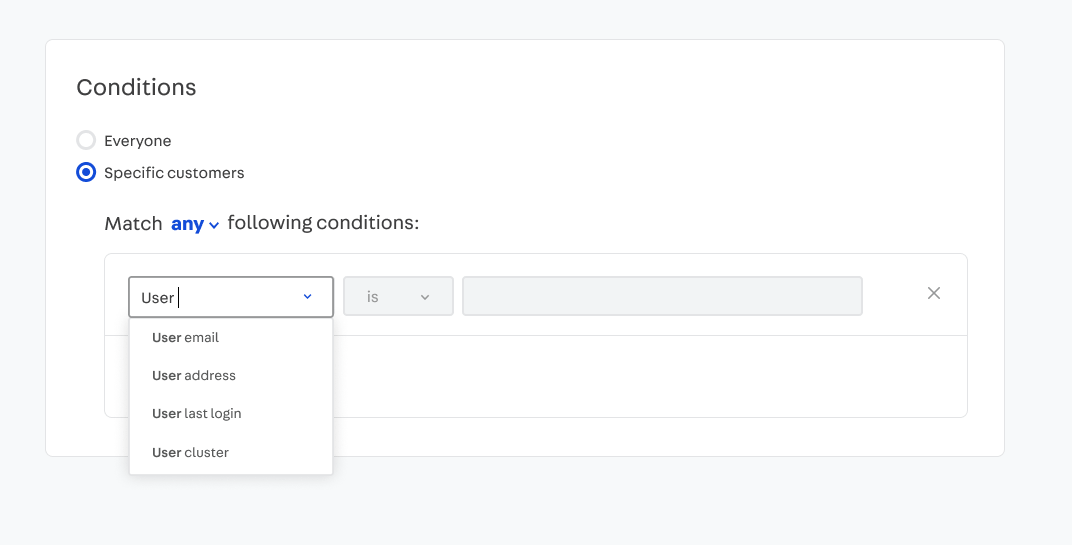 Conditions
Everyone
Specific customers
Match any following conditions:
User is
User email
User address
User last login
User cluster